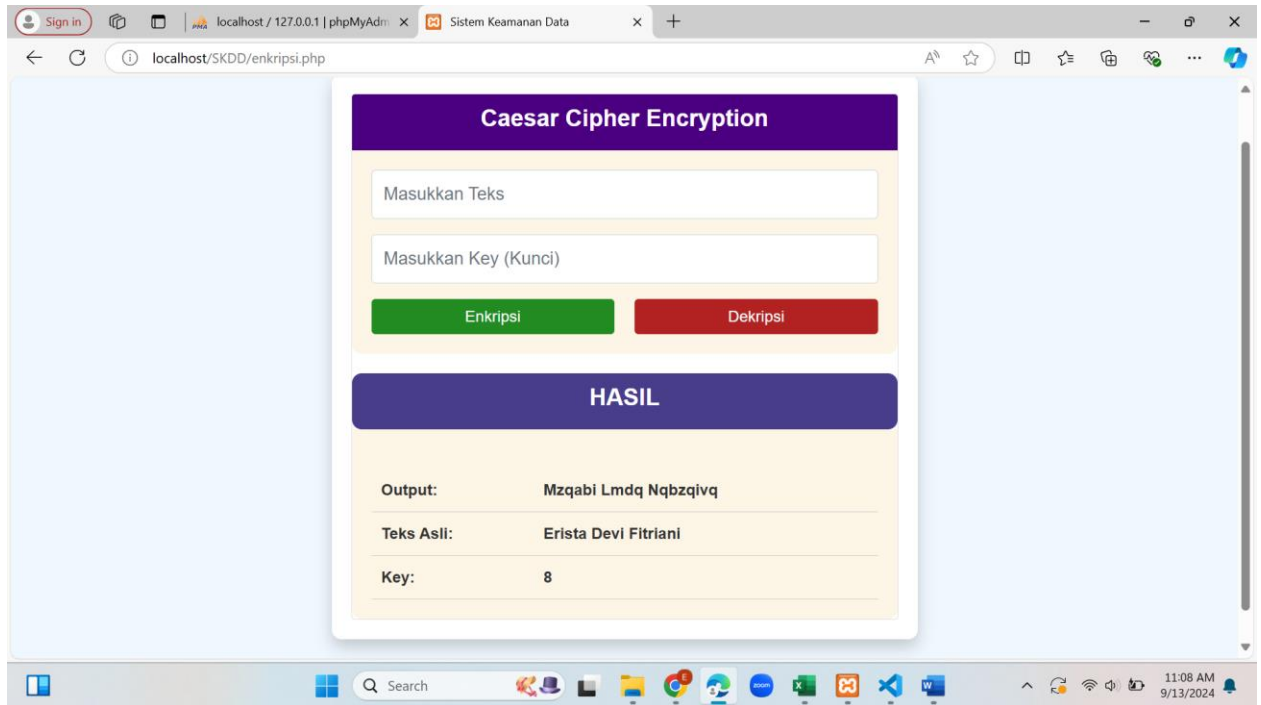 Sign in
localhost / 127.0.0.1 | phpMyAdm
Sistem Keamanan Data
localhost/SKDD/enkripsi.php
Caesar Cipher Encryption
Masukkan Teks
Masukkan Key (Kunci)
Enkripsi Dekripsi
HASIL
Output: Mzqabi Lmdq Nqbzqivq
Teks Asli: Erista Devi Fitriani
Key: 8
Search
zoom
11:08 AM
9/13/2024